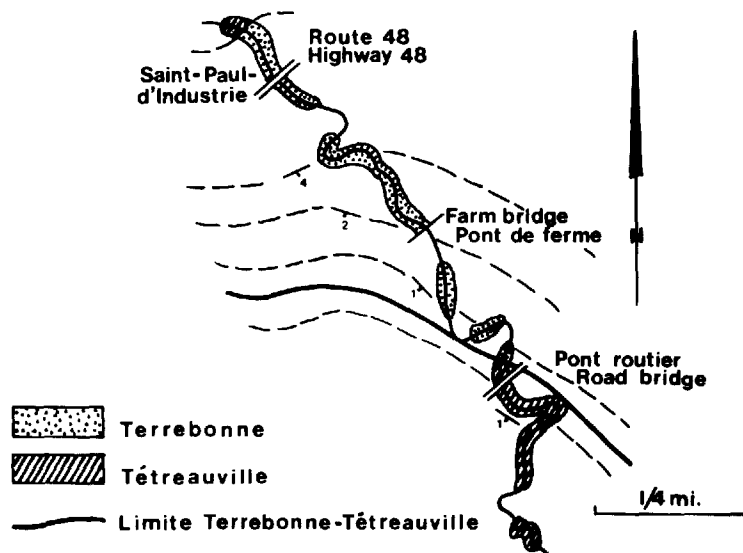 Route 48
Highway 48
Saint-Paul-
d'Industrie
4
2
Farm bridge
Pont de ferme
1
Pont routier
Road bridge
1
Terrebonne
Tétreauville
Limite Terrebonne-Tétreauville
1/4 mi.
N